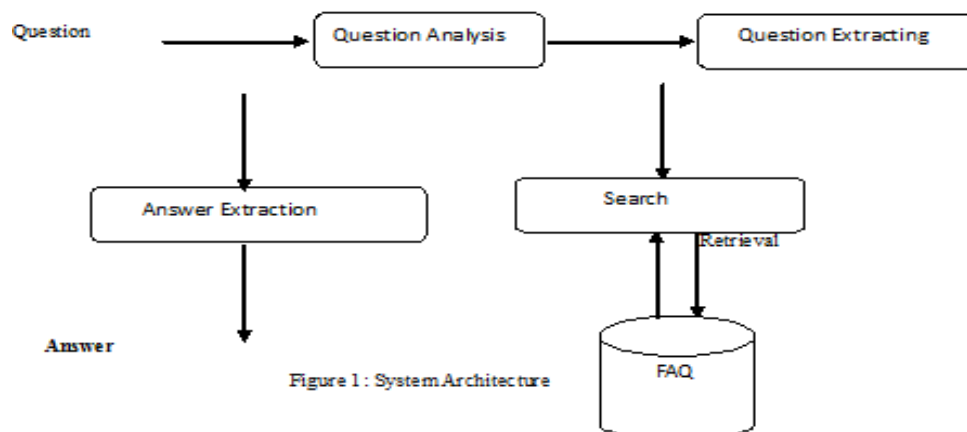 Question
Question Analysis
Question Extracting
Answer Extraction
Search
Retrieval
Answer
FAQ
Figure 1 : System Architecture